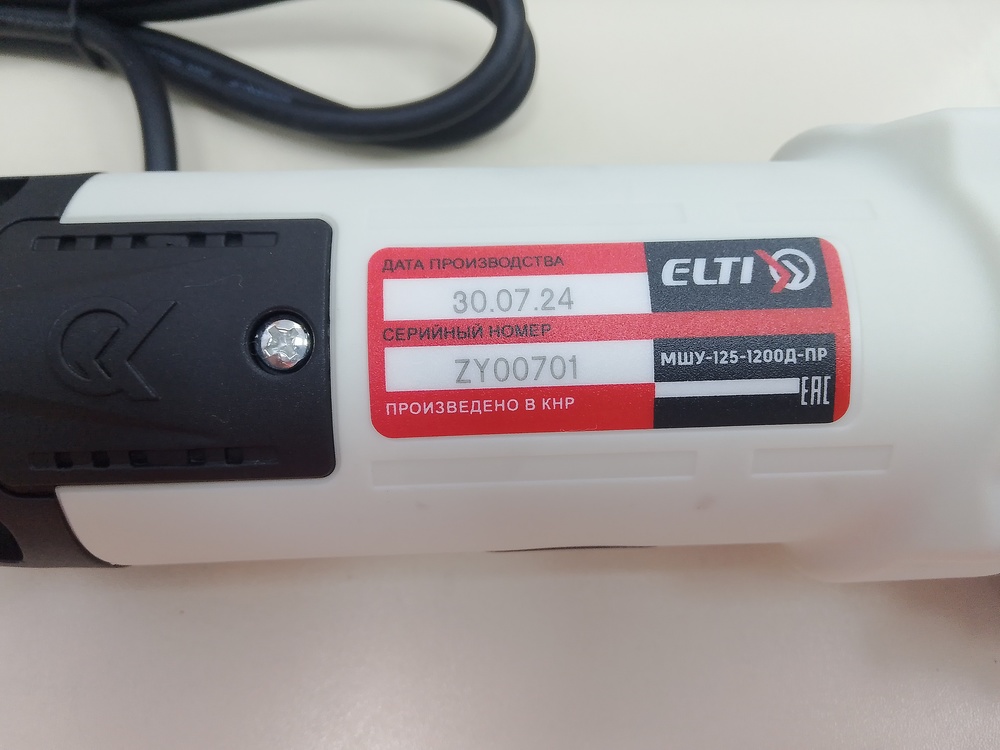 ДАТА ПРОИЗВОДСТВА
30.07.24
СЕРИЙНЫЙ НОМЕР
ZY00701
ПРОИЗВЕДЕНО В КНР
ELTI
МШУ-125-1200Д-ПР
EAC